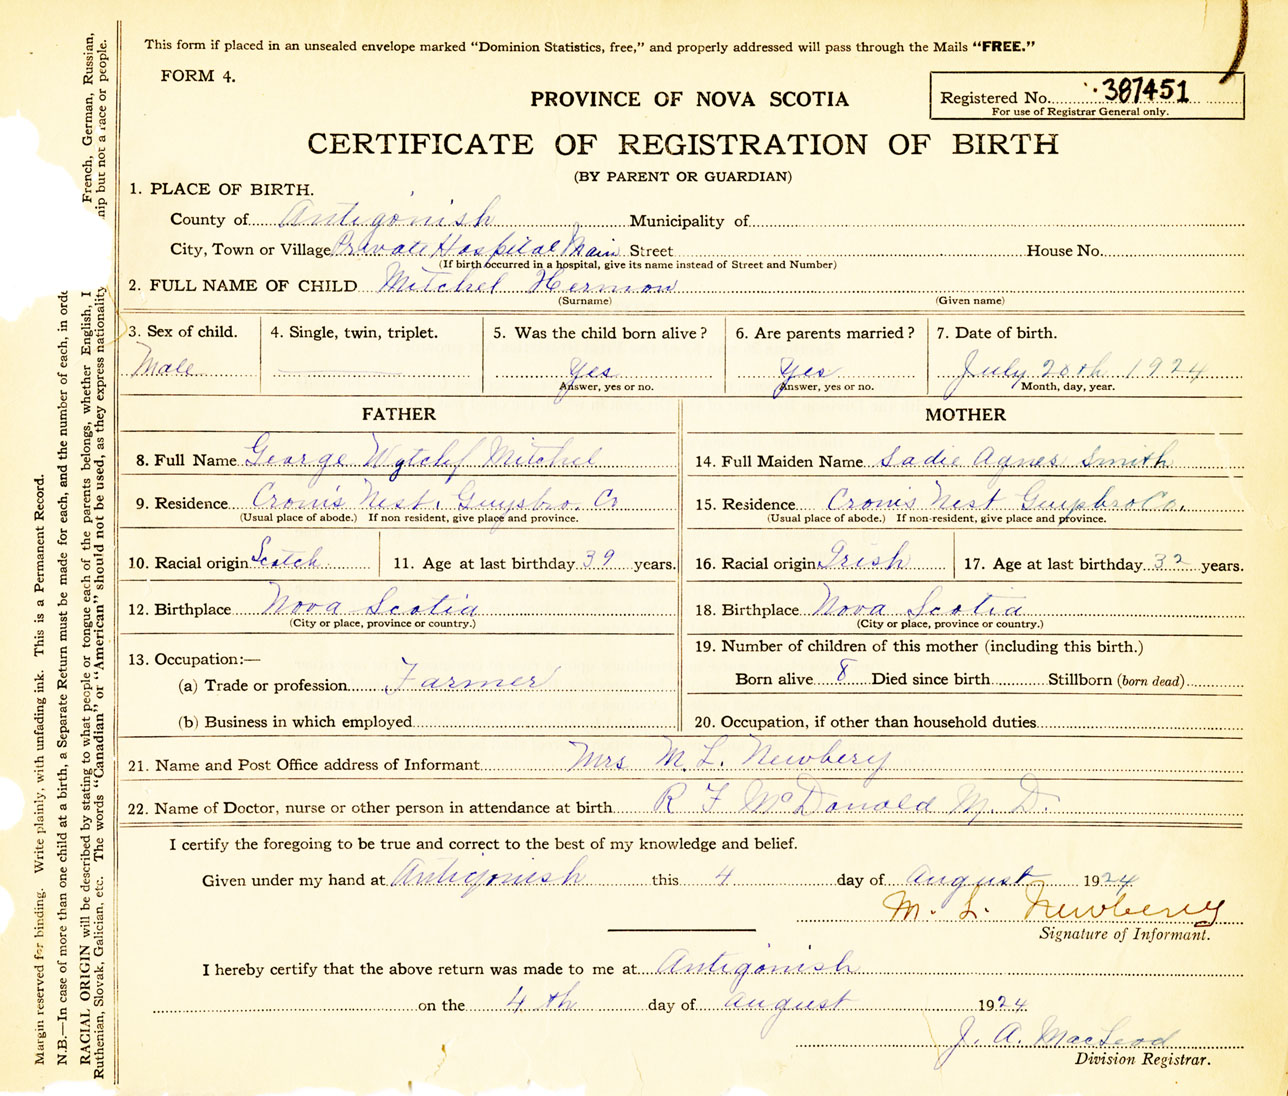 This form if placed in an unsealed envelope marked "Dominion Statistics, free," and properly addressed will pass through the Mails "FREE."
FORM 4.
Registered No. 387451
For use of Registrar General only.
PROVINCE OF NOVA SCOTIA
CERTIFICATE OF REGISTRATION OF BIRTH
(BY PARENT OR GUARDIAN)
1. PLACE OF BIRTH.
County of Antigonish Municipality of
City, Town or Village Private Hospital Main Street House No.
(If birth occurred in a hospital, give its name instead of Street and Number)
2. FULL NAME OF CHILD Mitchel Hermon
(Surname) (Given name)
3. Sex of child. 4. Single, twin, triplet. 5. Was the child born alive? 6. Are parents married? 7. Date of birth.
Male Yes Yes July 20th 1924
Answer, yes or no. Answer, yes or no. Month, day, year.
FATHER MOTHER
8. Full Name George Wytclif Mitchel 14. Full Maiden Name Sadie Agnes Smith
9. Residence Cronis Nest. Guysbro. Co 15. Residence Cronis Nest Guysbro Co.
(Usual place of abode.) If non resident, give place and province. (Usual place of abode.) If non-resident, give place and province.
10. Racial origin Scotch 11. Age at last birthday 39 years. 16. Racial origin Irish 17. Age at last birthday 32 years.
12. Birthplace Nova Scotia 18. Birthplace Nova Scotia
(City or place, province or country.) (City or place, province or country.)
13. Occupation:— 19. Number of children of this mother (including this birth.)
(a) Trade or profession Farmer Born alive 8 Died since birth Stillborn (born dead)
(b) Business in which employed 20. Occupation, if other than household duties
21. Name and Post Office address of Informant Mrs M. L. Newbery
22. Name of Doctor, nurse or other person in attendance at birth R F McDonald M. D.
I certify the foregoing to be true and correct to the best of my knowledge and belief.
Given under my hand at Antigonish this 4 day of August 1924
M. L. Newberry
Signature of Informant.
I hereby certify that the above return was made to me at Antigonish
on the 4th day of August 1924
J. A. MacLeod
Division Registrar.
Margin reserved for binding. Write plainly, with unfading ink. This is a Permanent Record.
N.B.—In case of more than one child at a birth, a Separate Return must be made for each, and the number of each, in orde
RACIAL ORIGIN will be described by stating to what people or tongue each of the parents belongs, whether English, I French, German, Russian,
Ruthenian, Slovak, Galician, etc. The words "Canadian" or "American" should not be used, as they express nationality hip but not a race or people.